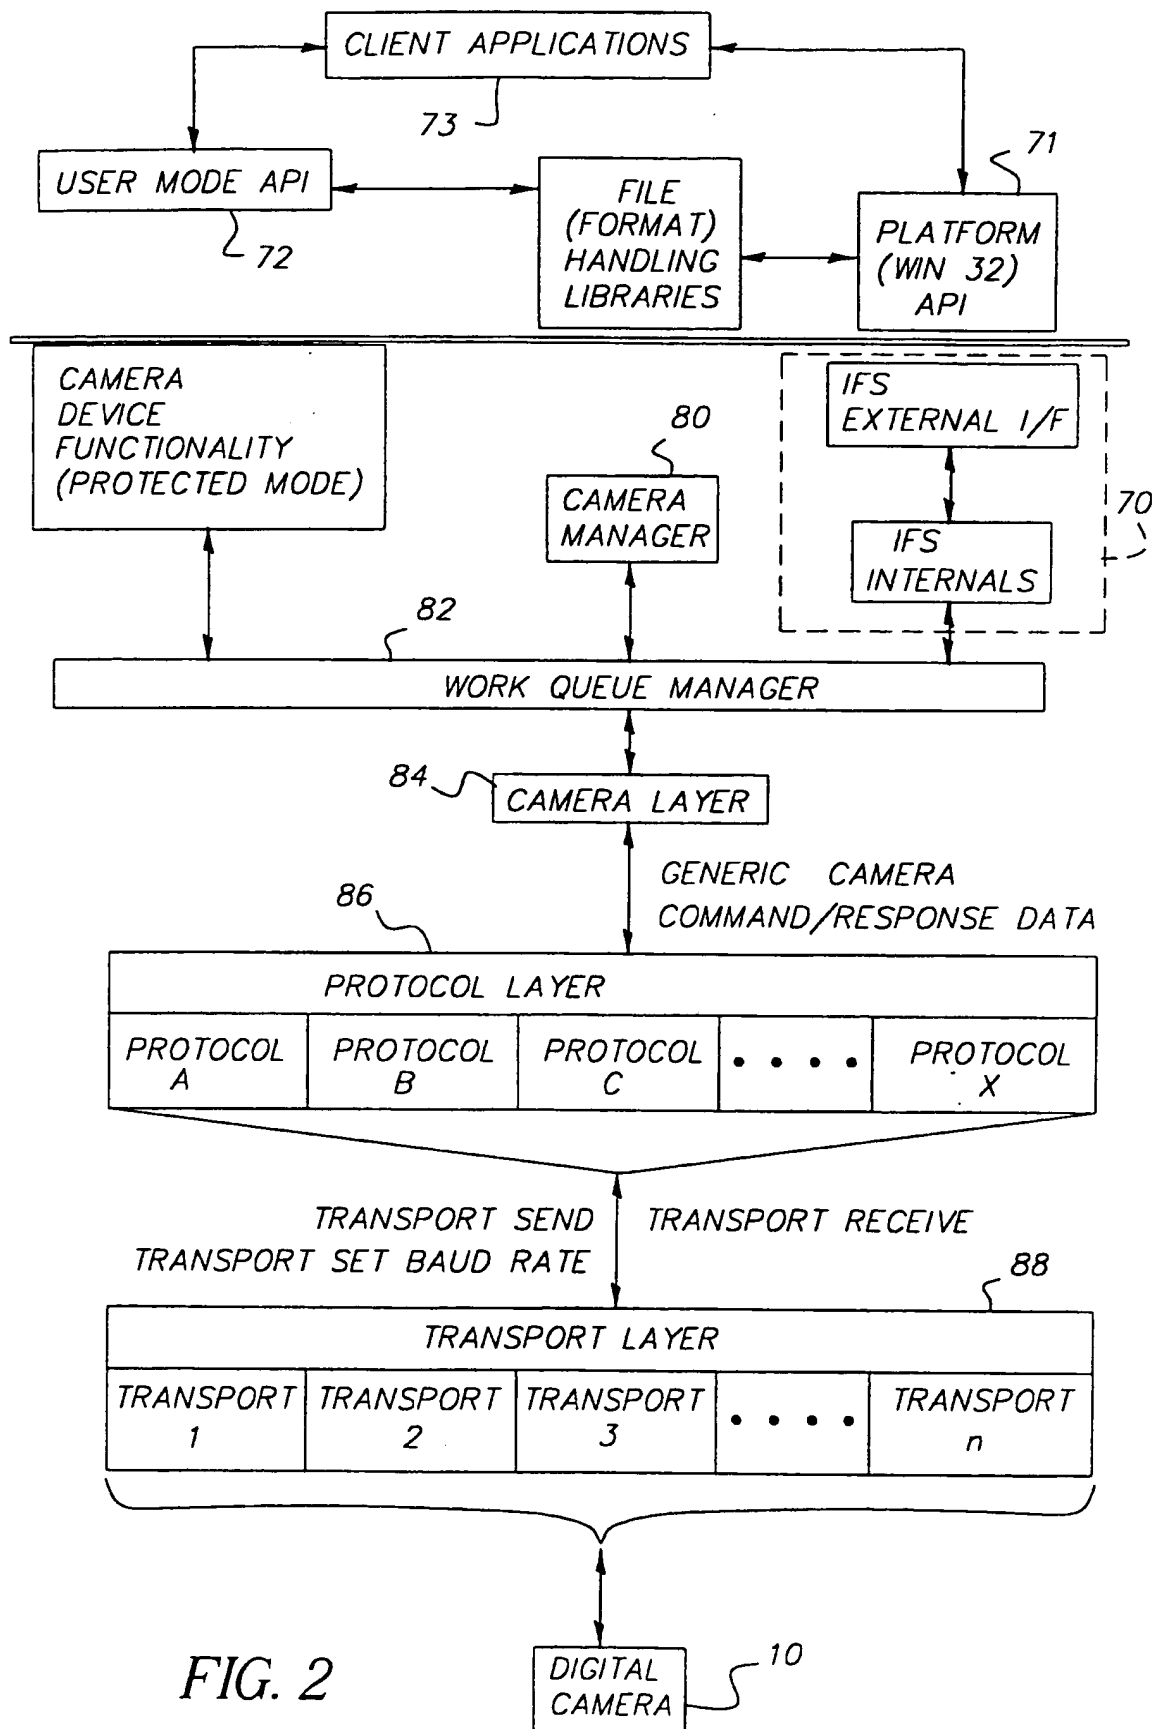 CLIENT APPLICATIONS
73
71
USER MODE API
72
FILE
(FORMAT)
HANDLING
LIBRARIES
PLATFORM
(WIN 32)
API
CAMERA
DEVICE
FUNCTIONALITY
(PROTECTED MODE)
80
CAMERA
MANAGER
IFS
EXTERNAL I/F
70
IFS
INTERNALS
82
WORK QUEUE MANAGER
84
CAMERA LAYER
GENERIC CAMERA
COMMAND/RESPONSE DATA
86
PROTOCOL LAYER
PROTOCOL
A
PROTOCOL
B
PROTOCOL
C
• • • •
PROTOCOL
X
TRANSPORT SEND
TRANSPORT SET BAUD RATE
TRANSPORT RECEIVE
88
TRANSPORT LAYER
TRANSPORT
1
TRANSPORT
2
TRANSPORT
3
• • • •
TRANSPORT
n
DIGITAL
CAMERA
10
FIG. 2